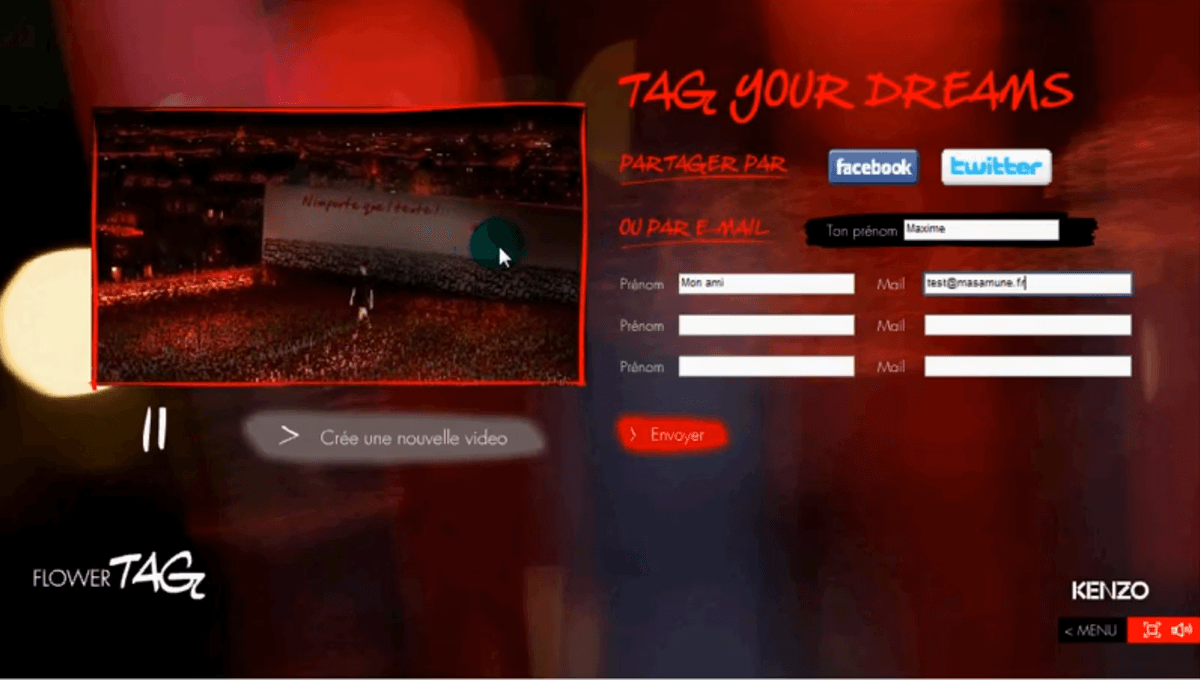 TAG YOUR DREAMS
PARTAGER PAR
facebook
twitter
OU PAR E-MAIL
Ton prénom
Maxime
Prénom
Mon ami
Mail
test@masamune.fr
Prénom
Mail
Prénom
Mail
> Envoyer
N'importe quel texte !
> Crée une nouvelle video
FLOWER TAG
KENZO
< MENU